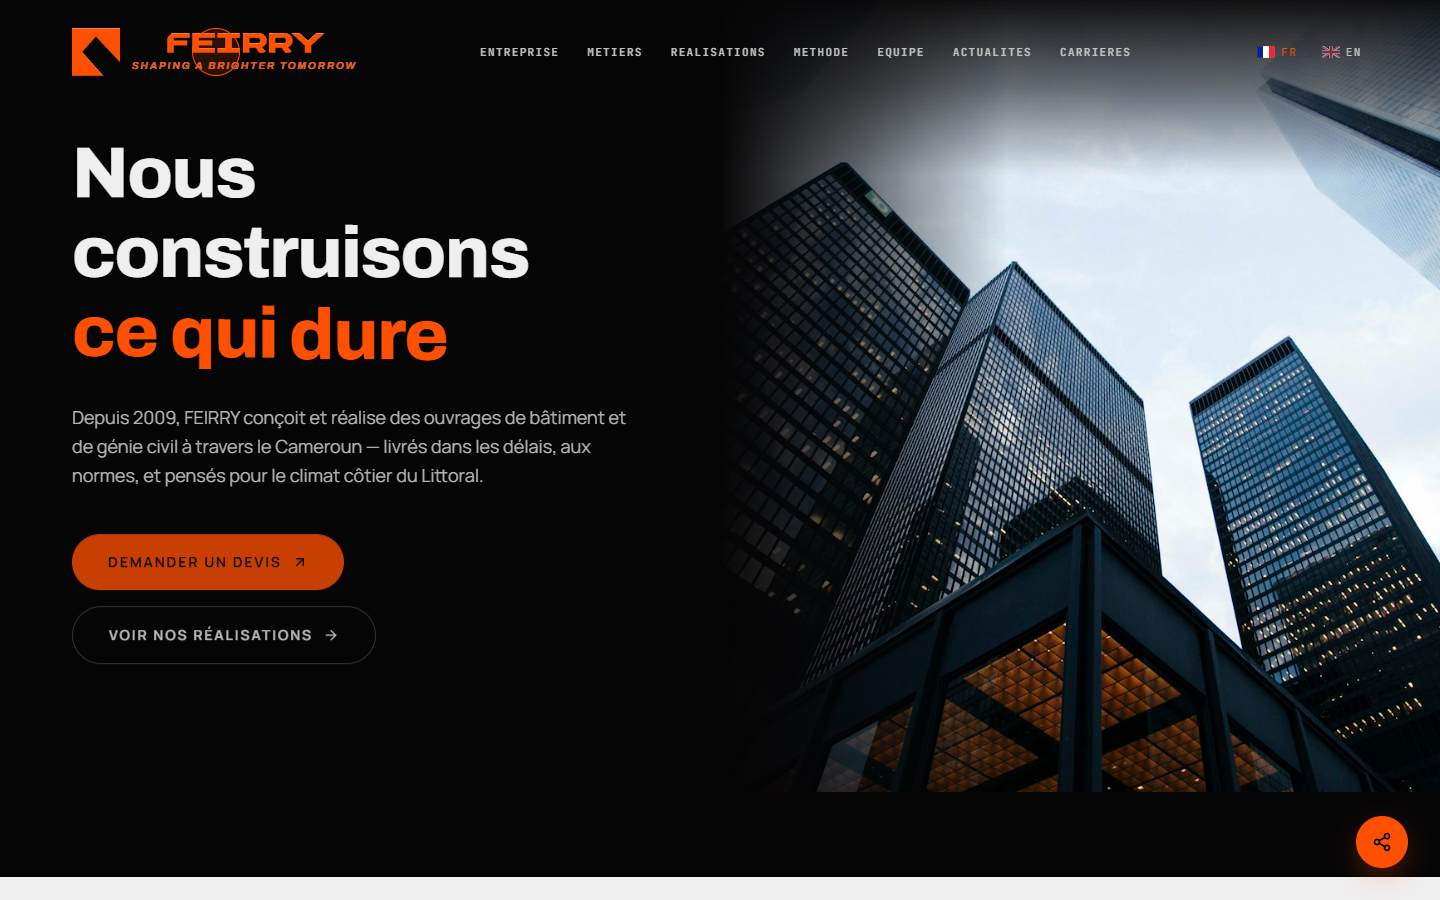 FEIRRY
SHAPING A BRIGHTER TOMORROW
ENTREPRISE METIERS REALISATIONS METHODE EQUIPE ACTUALITES CARRIERES
FR EN
Nous
construisons
ce qui dure
Depuis 2009, FEIRRY conçoit et réalise des ouvrages de bâtiment et
de génie civil à travers le Cameroun — livrés dans les délais, aux
normes, et pensés pour le climat côtier du Littoral.
DEMANDER UN DEVIS
VOIR NOS RÉALISATIONS